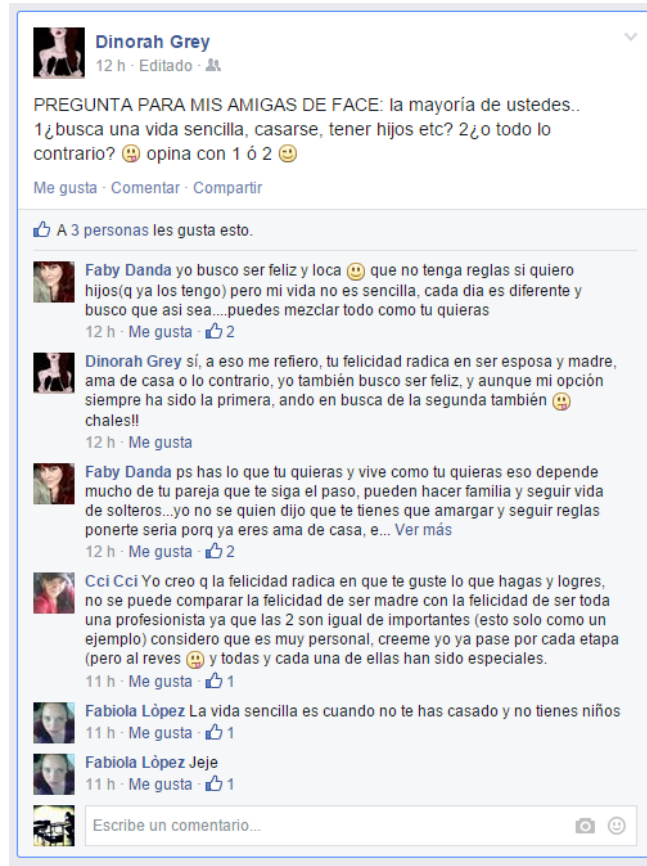 Dinorah Grey
12 h · Editado ·
PREGUNTA PARA MIS AMIGAS DE FACE: la mayoría de ustedes..
1¿busca una vida sencilla, casarse, tener hijos etc? 2¿o todo lo
contrario? opina con 1 ó 2
Me gusta · Comentar · Compartir
A 3 personas les gusta esto.
Faby Danda yo busco ser feliz y loca que no tenga reglas si quiero
hijos(q ya los tengo) pero mi vida no es sencilla, cada dia es diferente y
busco que asi sea....puedes mezclar todo como tu quieras
12 h · Me gusta · 2
Dinorah Grey sí, a eso me refiero, tu felicidad radica en ser esposa y madre,
ama de casa o lo contrario, yo también busco ser feliz, y aunque mi opción
siempre ha sido la primera, ando en busca de la segunda también
chales!!
12 h · Me gusta
Faby Danda ps has lo que tu quieras y vive como tu quieras eso depende
mucho de tu pareja que te siga el paso, pueden hacer familia y seguir vida
de solteros...yo no se quien dijo que te tienes que amargar y seguir reglas
ponerte seria porq ya eres ama de casa, e... Ver más
12 h · Me gusta · 2
Cci Cci Yo creo q la felicidad radica en que te guste lo que hagas y logres,
no se puede comparar la felicidad de ser madre con la felicidad de ser toda
una profesionista ya que las 2 son igual de importantes (esto solo como un
ejemplo) considero que es muy personal, creeme yo ya pase por cada etapa
(pero al reves y todas y cada una de ellas han sido especiales.
11 h · Me gusta · 1
Fabiola Lòpez La vida sencilla es cuando no te has casado y no tienes niños
11 h · Me gusta · 1
Fabiola Lòpez Jeje
11 h · Me gusta · 1
Escribe un comentario...